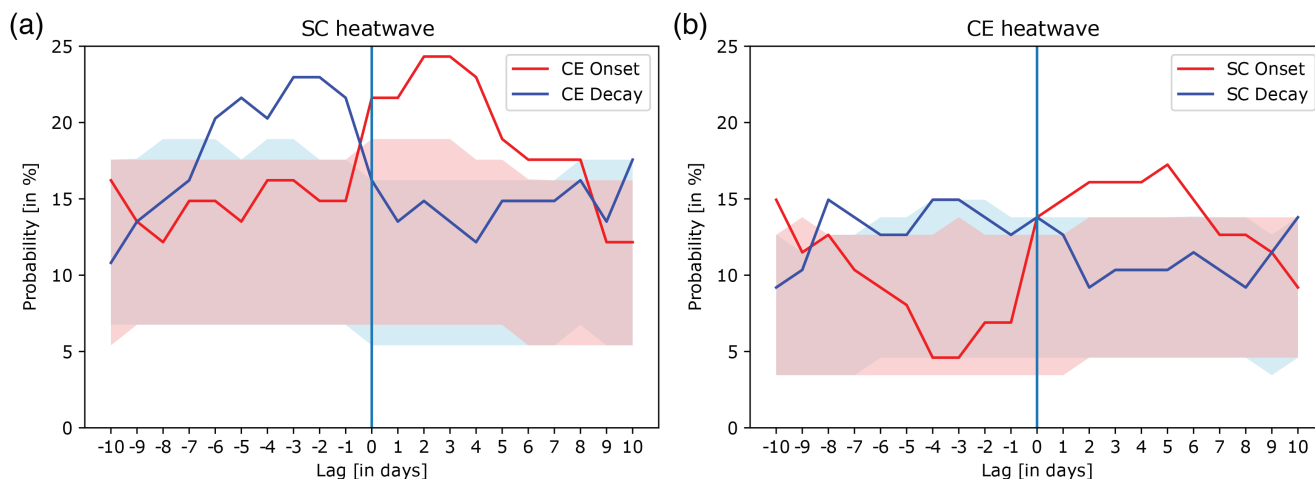 (a)
SC heatwave
25
20
15
10
5
0
Probability [in %]
CE Onset
CE Decay
-10 -9 -8 -7 -6 -5 -4 -3 -2 -1 0 1 2 3 4 5 6 7 8 9 10
Lag [in days]
(b)
CE heatwave
25
20
15
10
5
0
Probability [in %]
SC Onset
SC Decay
-10 -9 -8 -7 -6 -5 -4 -3 -2 -1 0 1 2 3 4 5 6 7 8 9 10
Lag [in days]